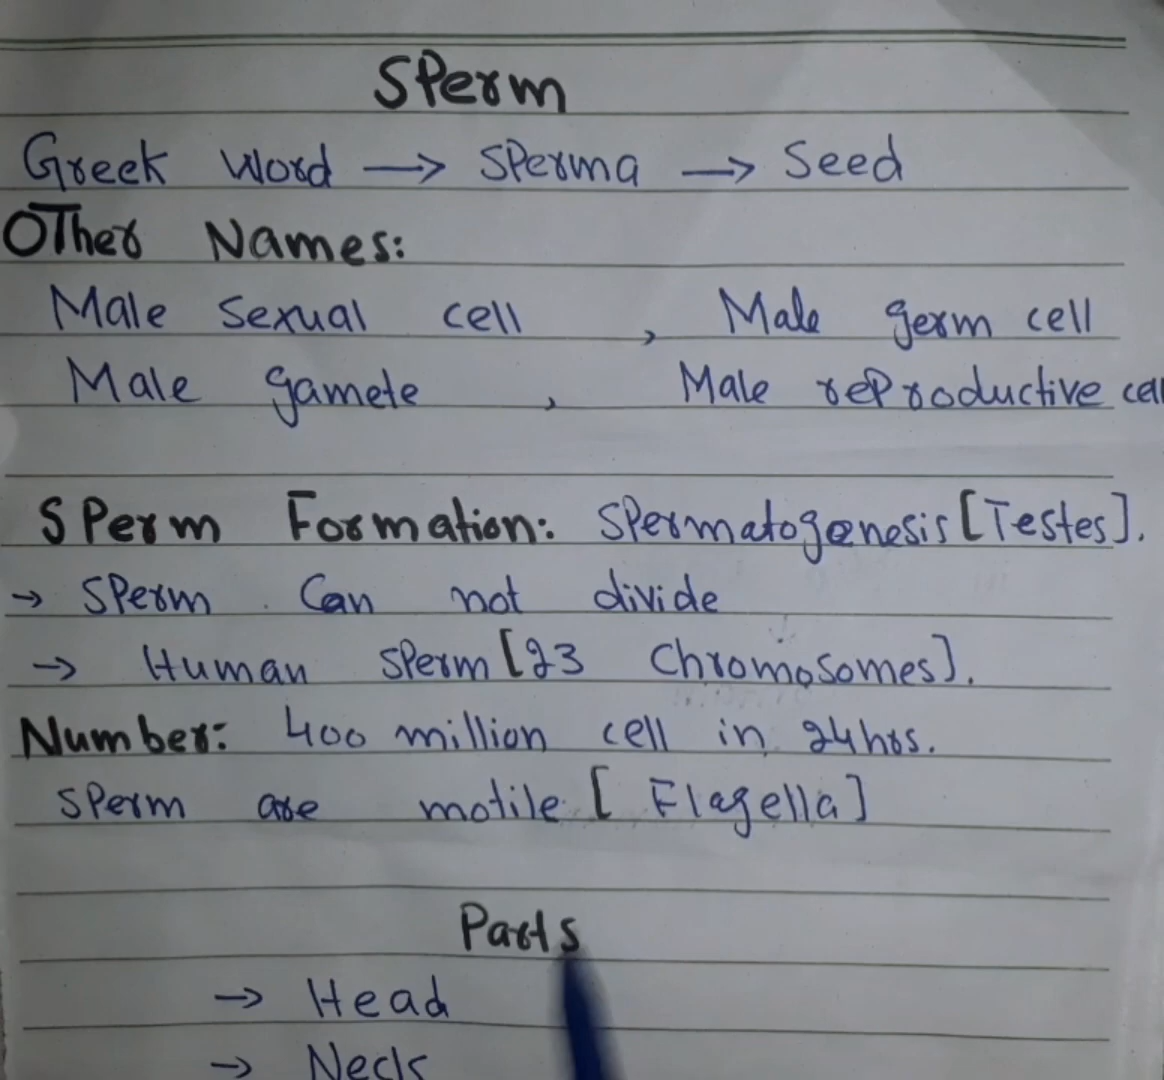 Sperm
Greek Word → Sperma → Seed
Other Names:
Male Sexual cell , Male germ cell
Male gamete , Male reproductive cell
Sperm Formation: Spermatogenesis [Testes].
→ Sperm Can not divide
→ Human sperm [23 Chromosomes].
Number: 400 million cell in 24hrs.
Sperm are motile [Flagella]
Parts
→ Head
→ Neck